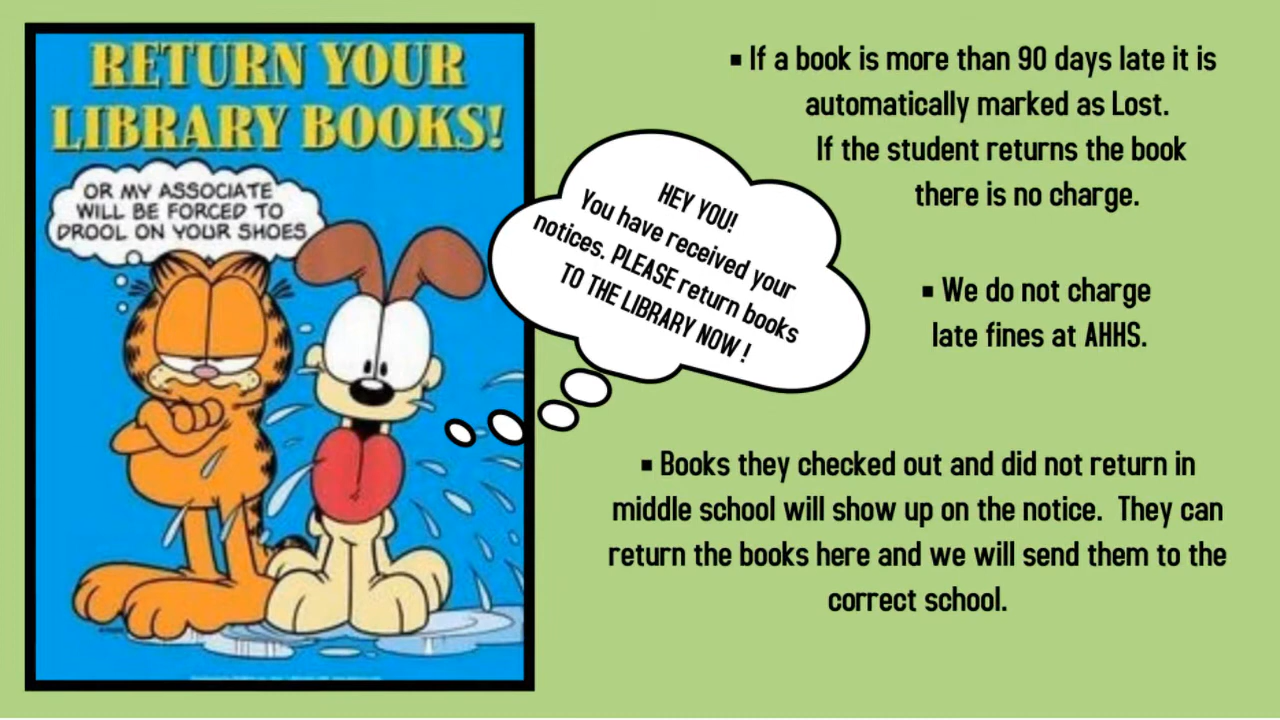 RETURN YOUR
LIBRARY BOOKS!
OR MY ASSOCIATE
WILL BE FORCED TO
DROOL ON YOUR SHOES
HEY YOU!
You have received your
notices. PLEASE return books
TO THE LIBRARY NOW !
▪ If a book is more than 90 days late it is
automatically marked as Lost.
If the student returns the book
there is no charge.
▪ We do not charge
late fines at AHHS.
▪ Books they checked out and did not return in
middle school will show up on the notice.  They can
return the books here and we will send them to the
correct school.